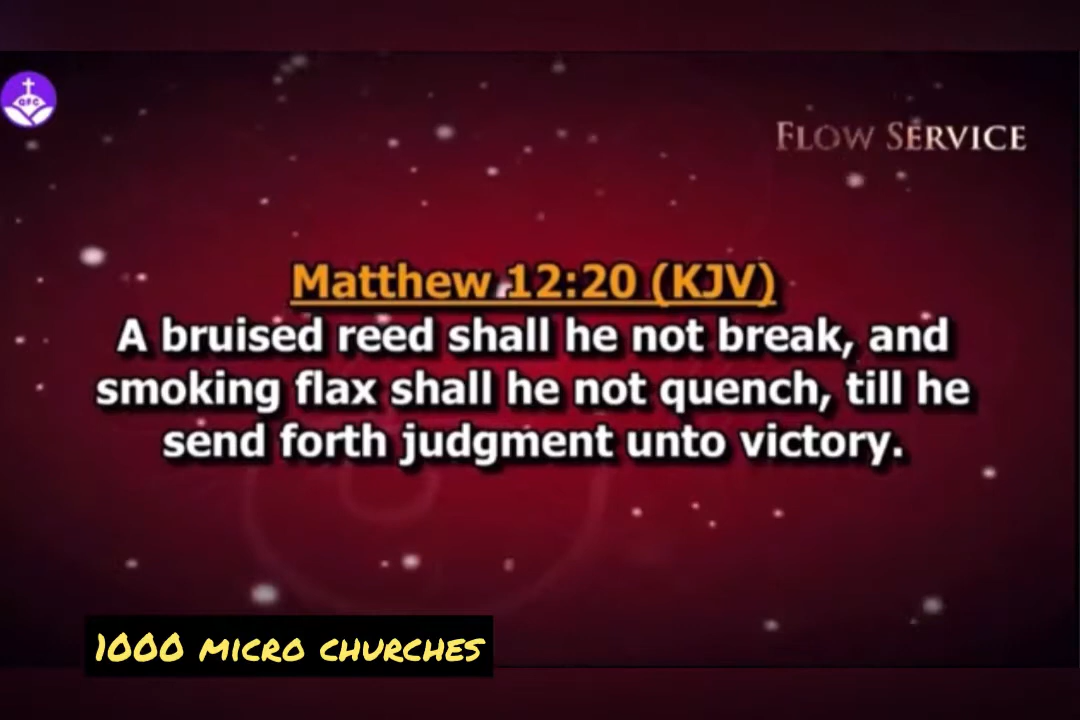 GFC
FLOW SERVICE
Matthew 12:20 (KJV)
A bruised reed shall he not break, and
smoking flax shall he not quench, till he
send forth judgment unto victory.
1000 MICRO CHURCHES